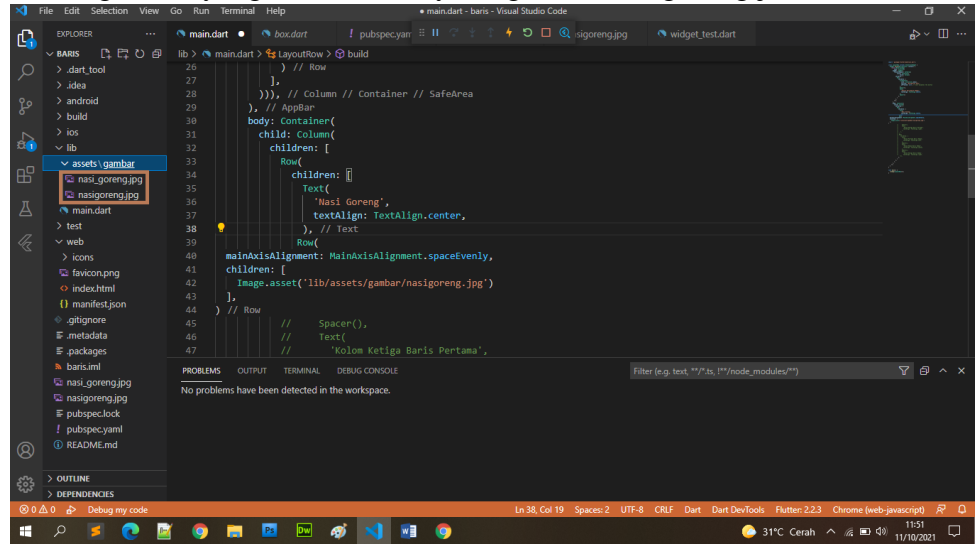 File Edit Selection View Go Run Terminal Help
● main.dart - baris - Visual Studio Code
EXPLORER
main.dart ●
box.dart
! pubspec.yam
sigoreng.jpg
widget_test.dart
BARIS
lib > main.dart > LayoutRow > build
> .dart_tool
> .idea
> android
> build
> ios
lib
assets\gambar
nasi_goreng.jpg
nasigoreng.jpg
main.dart
> test
web
> icons
favicon.png
index.html
{} manifest.json
.gitignore
.metadata
.packages
baris.iml
nasi_goreng.jpg
nasigoreng.jpg
pubspec.lock
! pubspec.yaml
README.md
> OUTLINE
> DEPENDENCIES
26 ) // Row
27 ],
28 ))), // Column // Container // SafeArea
29 ), // AppBar
30 body: Container(
31 child: Column(
32 children: [
33 Row(
34 children: [
35 Text(
36 'Nasi Goreng',
37 textAlign: TextAlign.center,
38 ), // Text
39 Row(
40 mainAxisAlignment: MainAxisAlignment.spaceEvenly,
41 children: [
42 Image.asset('lib/assets/gambar/nasigoreng.jpg')
43 ],
44 ) // Row
45 // Spacer(),
46 // Text(
47 // 'Kolom Ketiga Baris Pertama',
PROBLEMS OUTPUT TERMINAL DEBUG CONSOLE
Filter (e.g. text, **/*.ts, !**/node_modules/**)
No problems have been detected in the workspace.
0 0 Debug my code
Ln 38, Col 19 Spaces: 2 UTF-8 CRLF Dart Dart DevTools Flutter: 2.2.3 Chrome (web-javascript)
31°C Cerah
11:51
11/10/2021